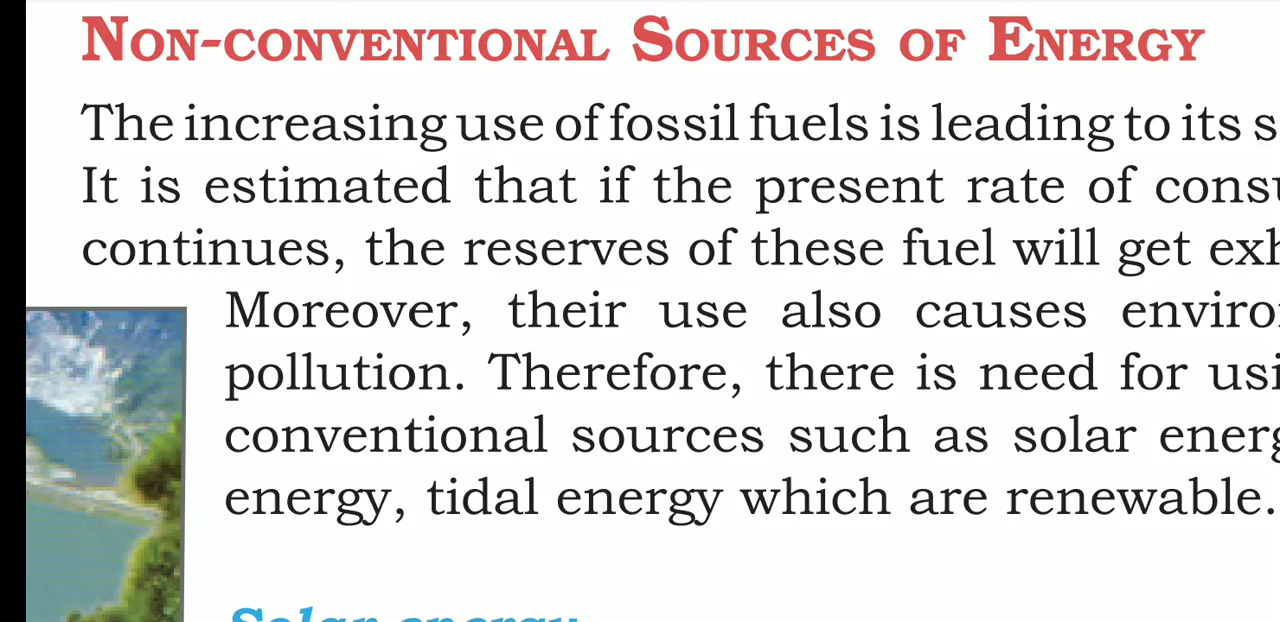 NON-CONVENTIONAL SOURCES OF ENERGY
The increasing use of fossil fuels is leading to its
It is estimated that if the present rate of
continues, the reserves of these fuel will get
Moreover, their use also causes
pollution. Therefore, there is need for
conventional sources such as solar
energy, tidal energy which are renewable.
Solar energy